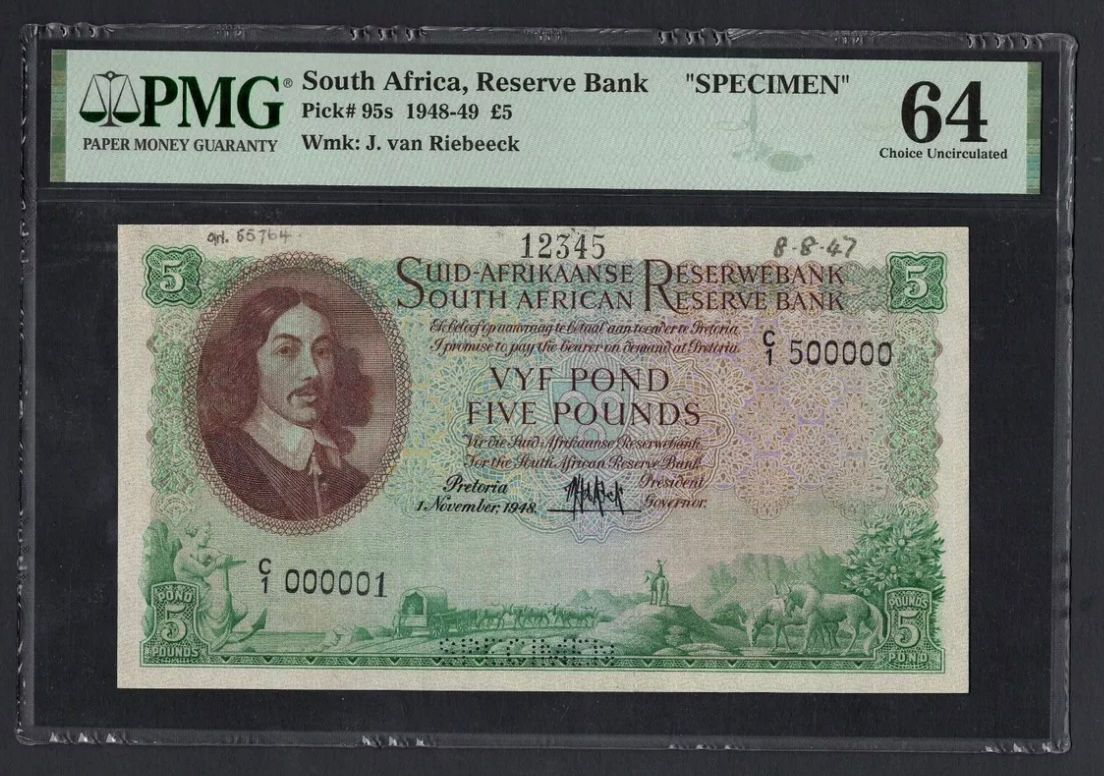 PMG® South Africa, Reserve Bank "SPECIMEN" 64
PAPER MONEY GUARANTY
Pick# 95s 1948-49 £5
Wmk: J. van Riebeeck
Choice Uncirculated
55764
12345
8-8-47
5
SUID-AFRIKAANSE RESERWEBANK
SOUTH AFRICAN RESERVE BANK
5
Ek beloof op aanvraag te betaal aan toonder te Pretoria
I promise to pay the bearer on demand at Pretoria.
C/1 500000
VYF POND
FIVE POUNDS
Vir die Suid-Afrikaanse Reserwebank
For the South African Reserve Bank
Pretoria
President
1 November, 1948
Governor.
C/1 000001
POND
5
POUNDS
POUNDS
5
POND
SPECIMEN